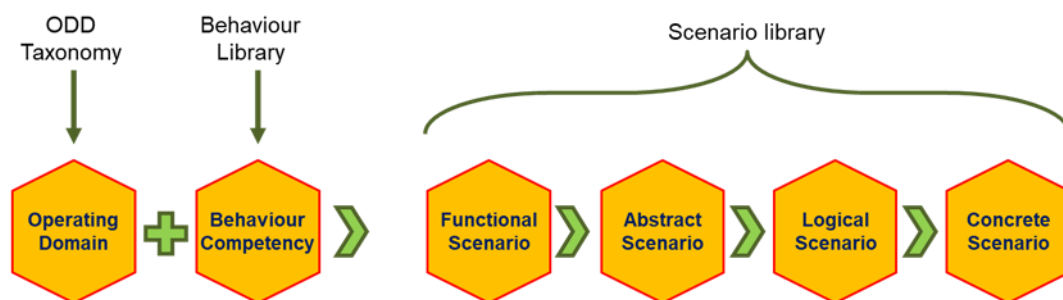 ODD
Taxonomy
Behaviour
Library
Scenario library
Operating
Domain
Behaviour
Competency
Functional
Scenario
Abstract
Scenario
Logical
Scenario
Concrete
Scenario